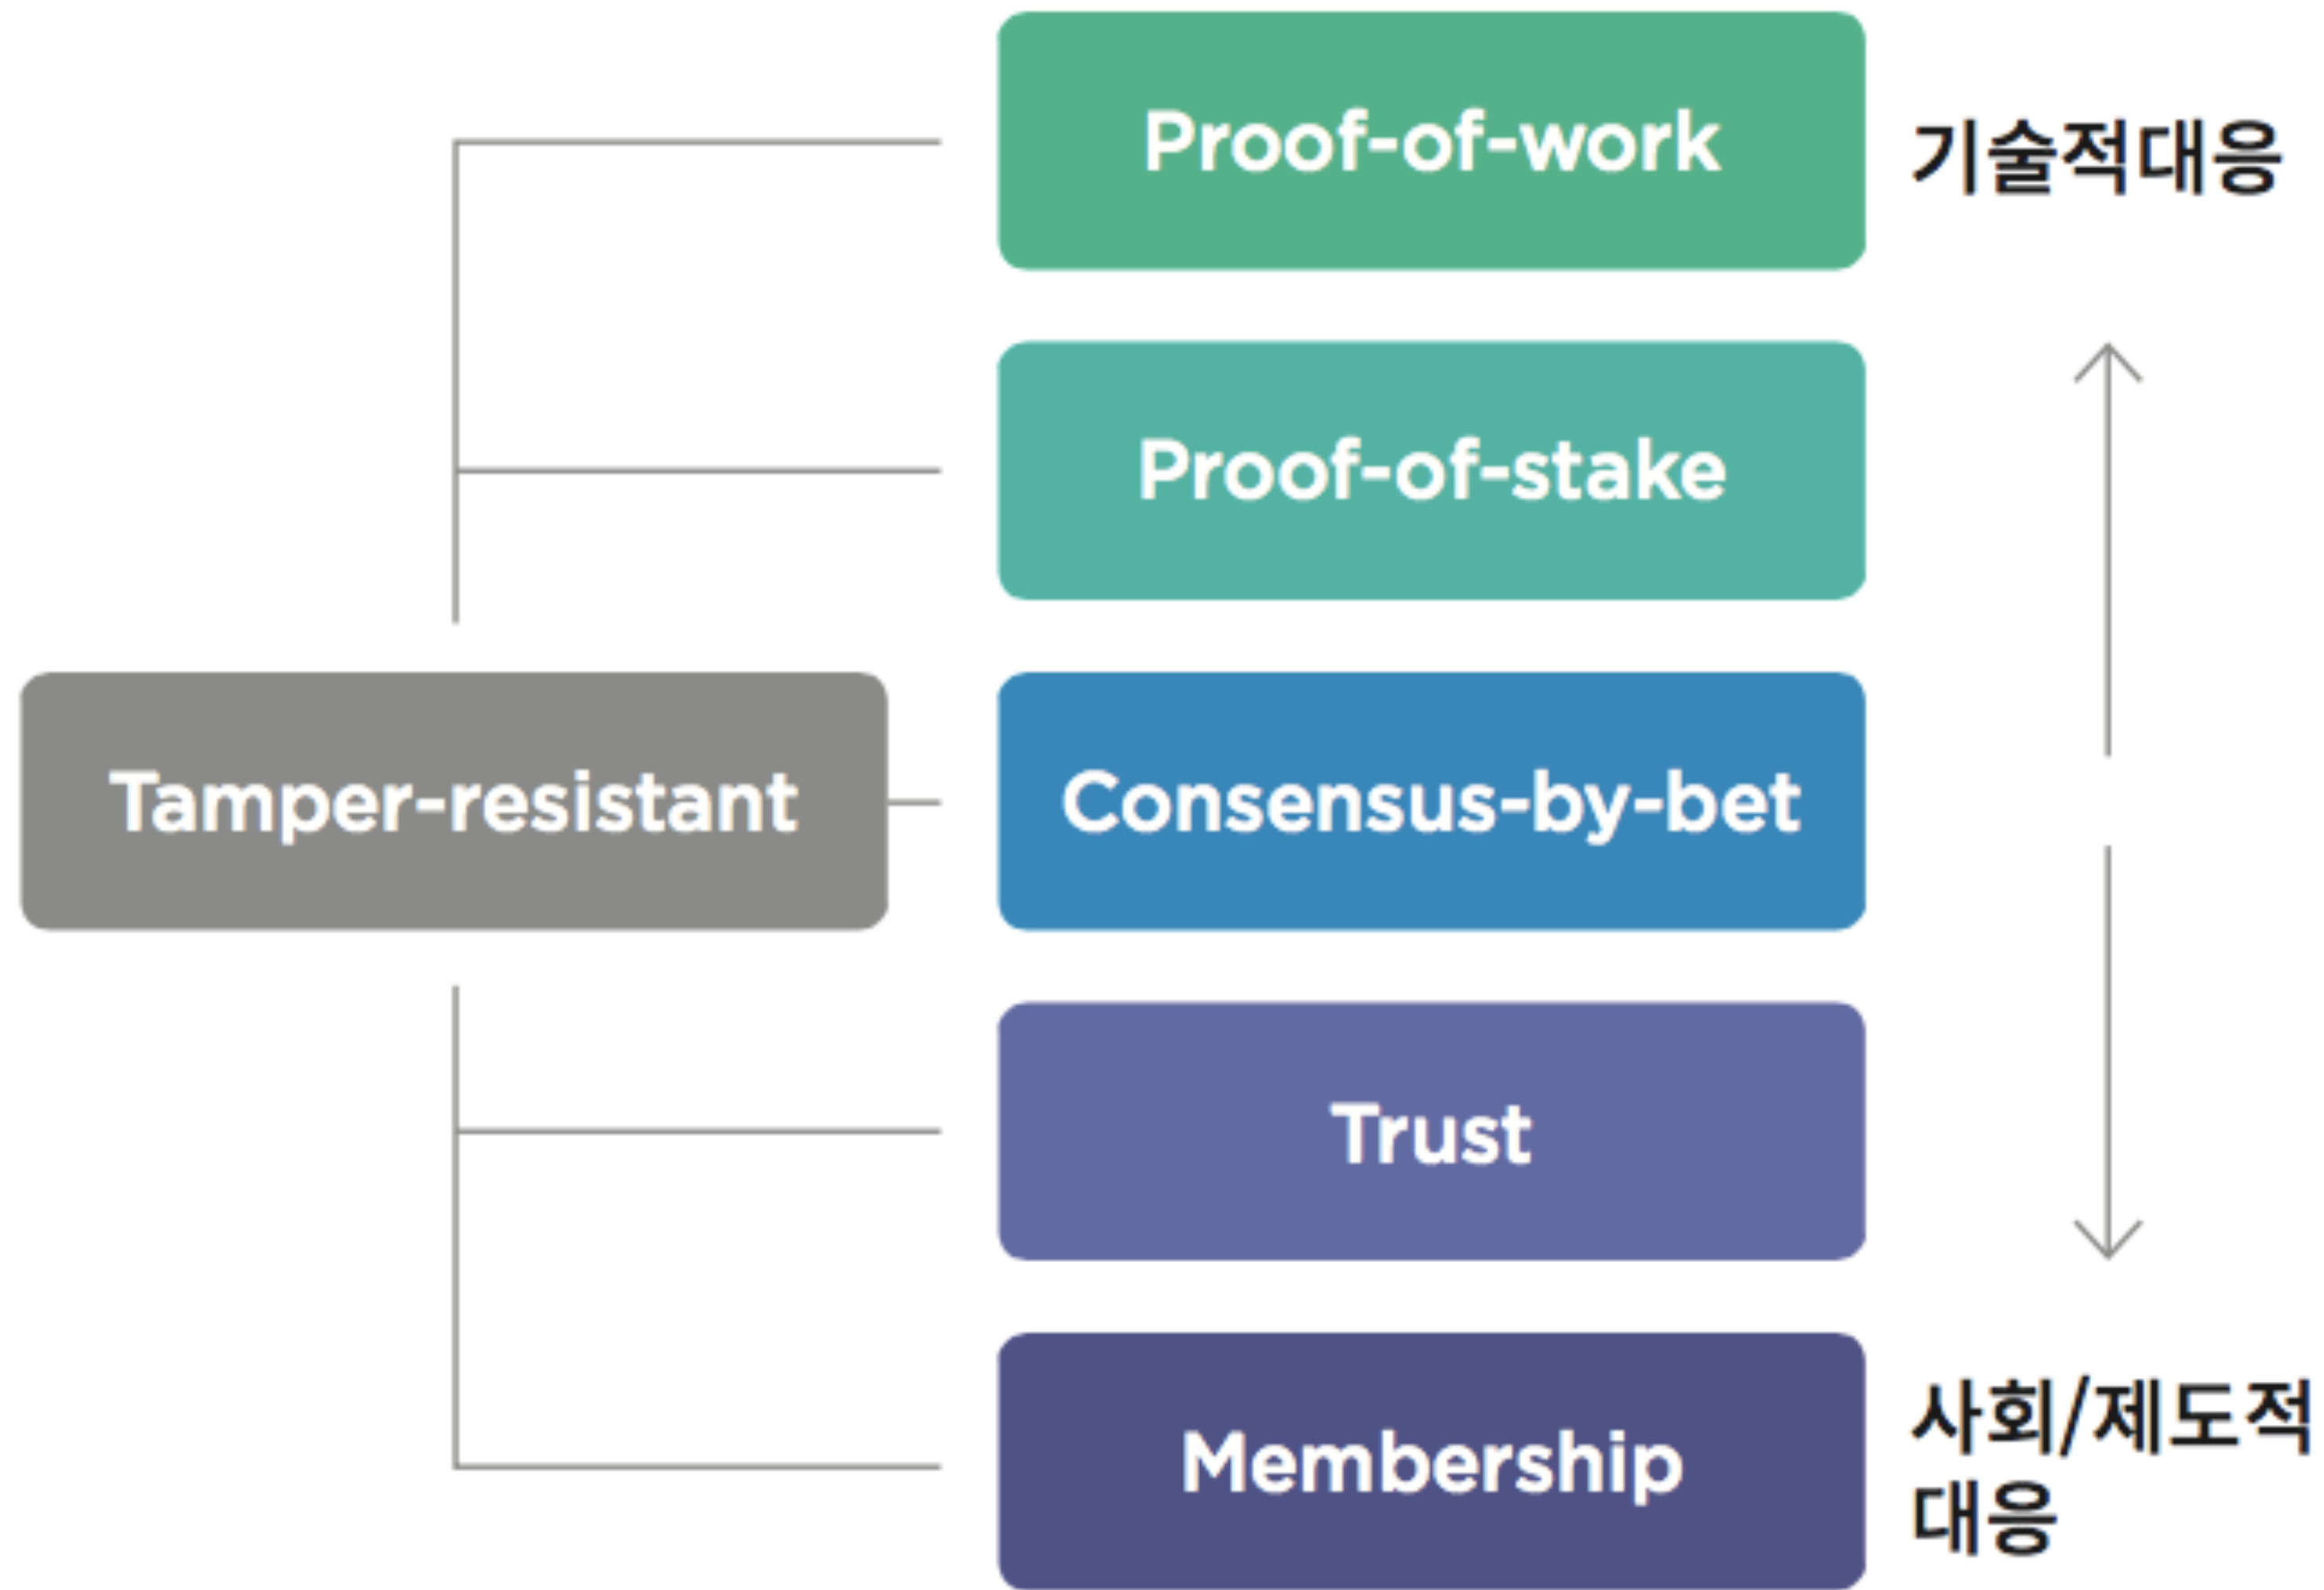 Proof-of-work
기술적대응
Proof-of-stake
Tamper-resistant
Consensus-by-bet
Trust
Membership
사회/제도적
대응